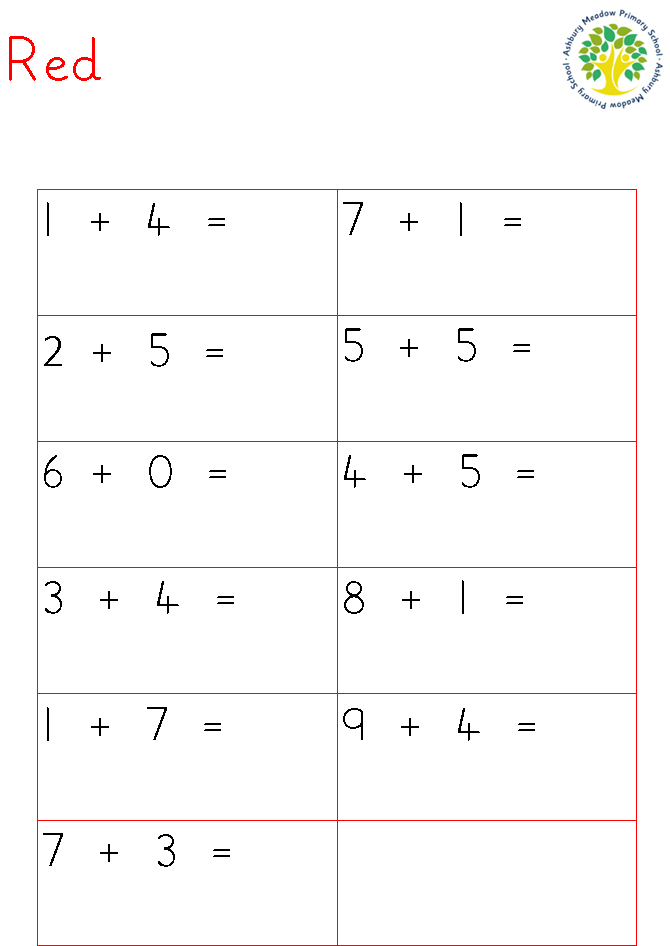 Red
Ashbury Meadow Primary School · Ashbury Meadow Primary School ·
1 + 4 =
7 + 1 =
2 + 5 =
5 + 5 =
6 + 0 =
4 + 5 =
3 + 4 =
8 + 1 =
1 + 7 =
9 + 4 =
7 + 3 =